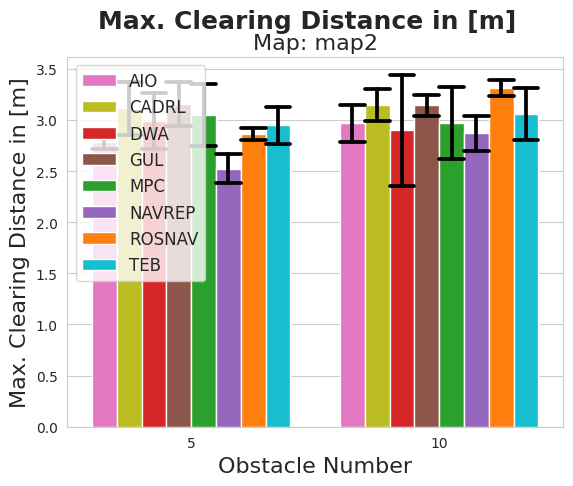 Max. Clearing Distance in [m]
Map: map2
Max. Clearing Distance in [m]
3.5
3.0
2.5
2.0
1.5
1.0
0.5
0.0
AIO
CADRL
DWA
GUL
MPC
NAVREP
ROSNAV
TEB
5
10
Obstacle Number